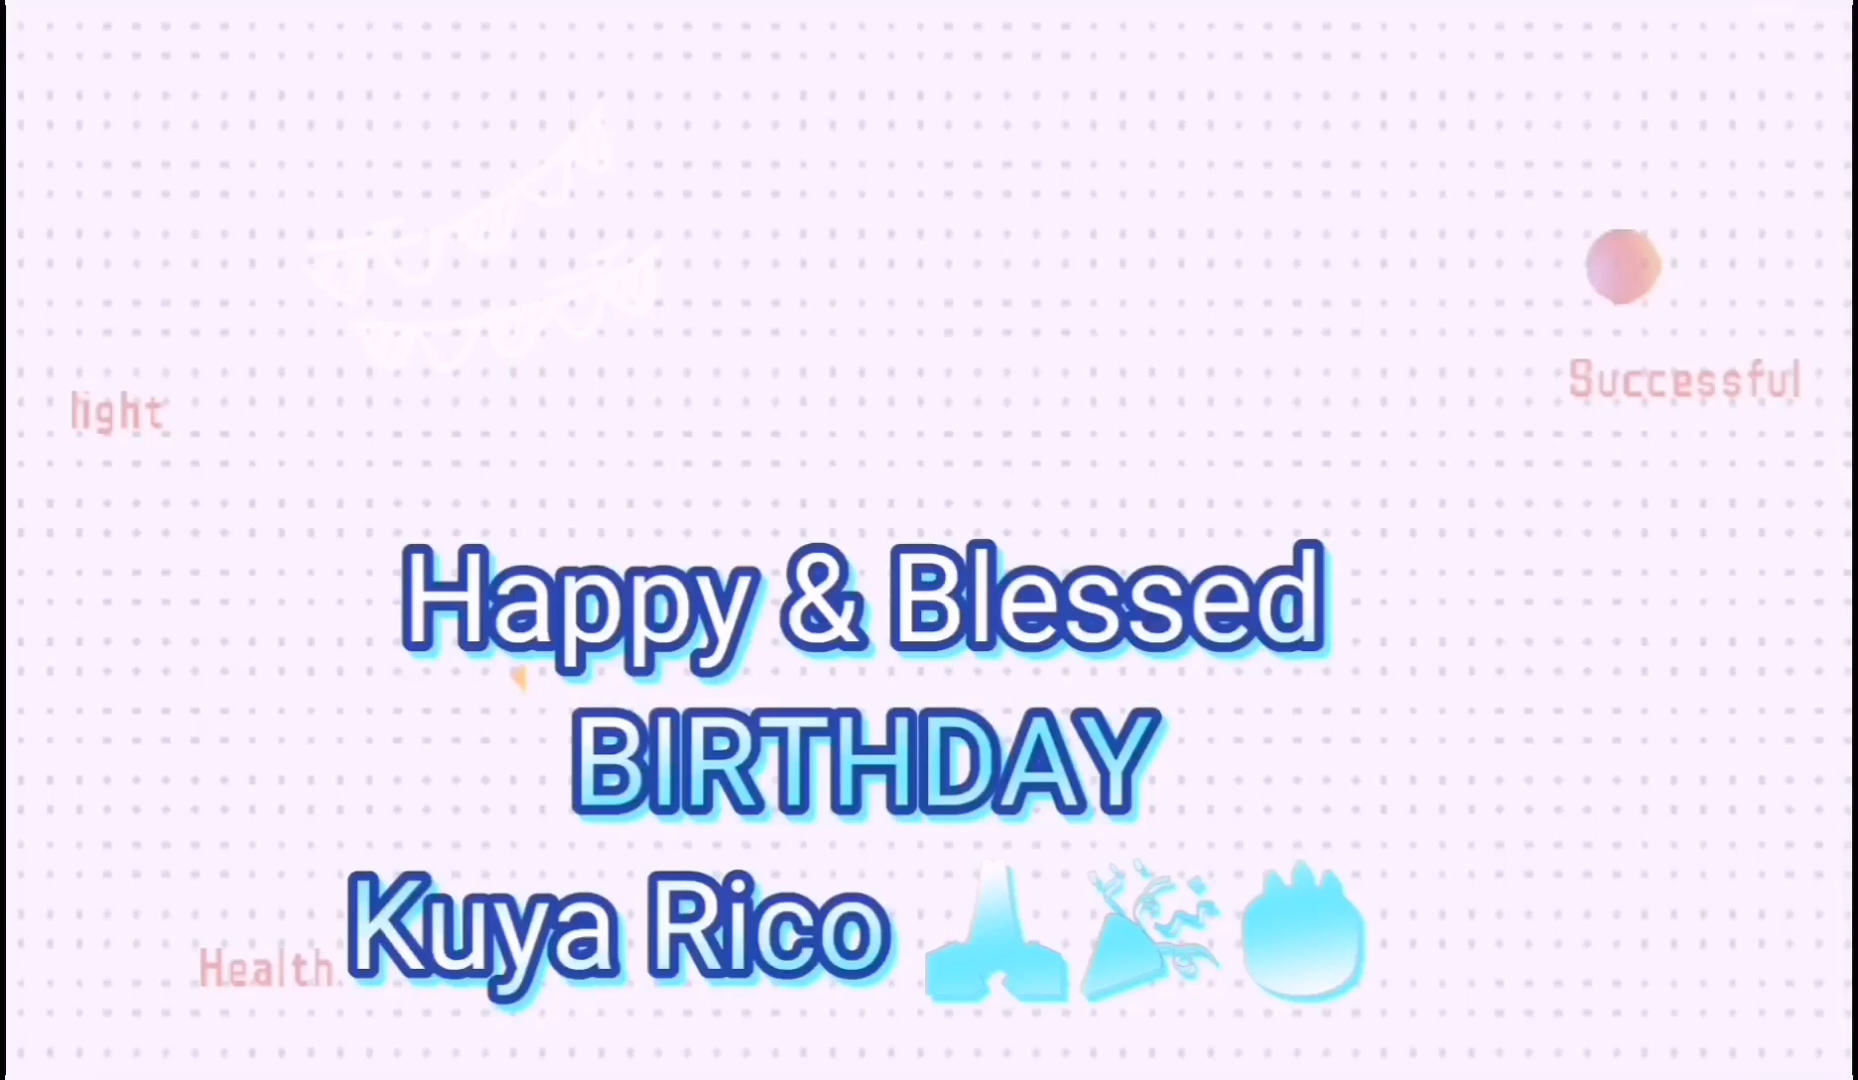 Successful
light
Happy & Blessed
BIRTHDAY
Kuya Rico 🙏🎉🎂
Health